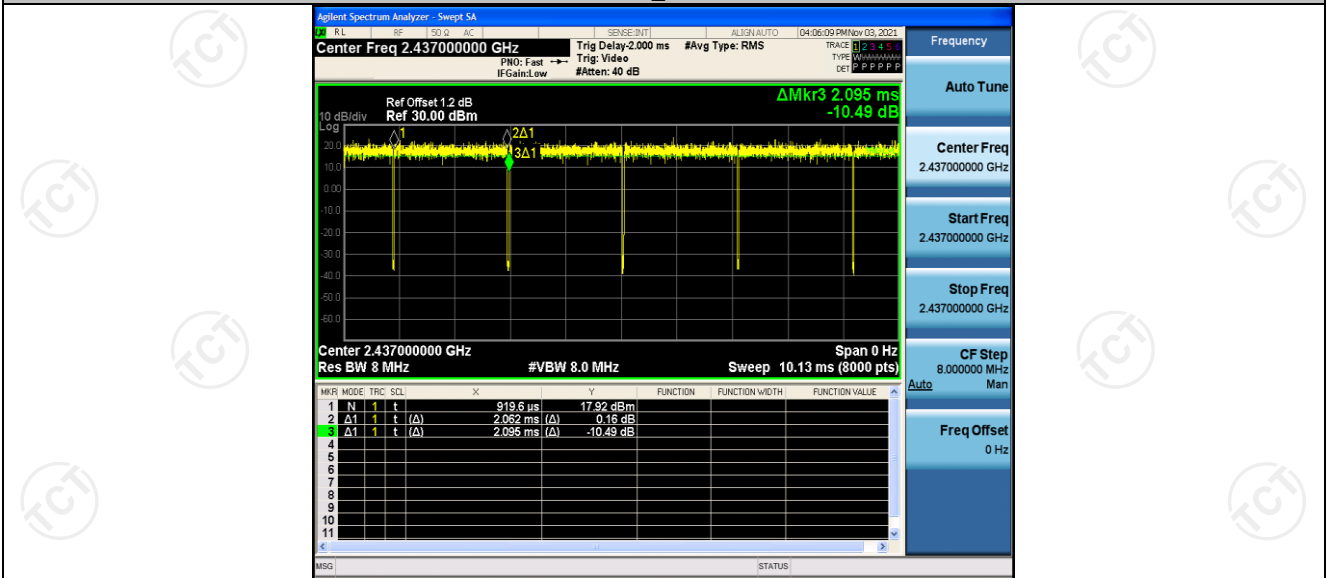 Agilent Spectrum Analyzer - Swept SA
LXI RL RF 50 Ω AC SENSE:INT ALIGN AUTO 04:06:09 PM Nov 03, 2021
Center Freq 2.437000000 GHz
PNO: Fast
IFGain:Low
Trig Delay-2.000 ms
Trig: Video
#Atten: 40 dB
#Avg Type: RMS
TRACE 1 2 3 4 5 6
TYPE W
DET P P P P P P
Ref Offset 1.2 dB
10 dB/div Ref 30.00 dBm
Log
ΔMkr3 2.095 ms
-10.49 dB
1
2Δ1
3Δ1
20.0
10.0
0.00
-10.0
-20.0
-30.0
-40.0
-50.0
-60.0
Center 2.437000000 GHz Span 0 Hz
Res BW 8 MHz #VBW 8.0 MHz Sweep 10.13 ms (8000 pts)
MKR MODE TRC SCL X Y FUNCTION FUNCTION WIDTH FUNCTION VALUE
1 N 1 t 919.6 µs 17.92 dBm
2 Δ1 1 t (Δ) 2.062 ms (Δ) 0.16 dB
3 Δ1 1 t (Δ) 2.095 ms (Δ) -10.49 dB
4
5
6
7
8
9
10
11
MSG STATUS
Frequency
Auto Tune
Center Freq
2.437000000 GHz
Start Freq
2.437000000 GHz
Stop Freq
2.437000000 GHz
CF Step
8.000000 MHz
Auto Man
Freq Offset
0 Hz
TCT
TCT
TCT
TCT
TCT
TCT
TCT
TCT